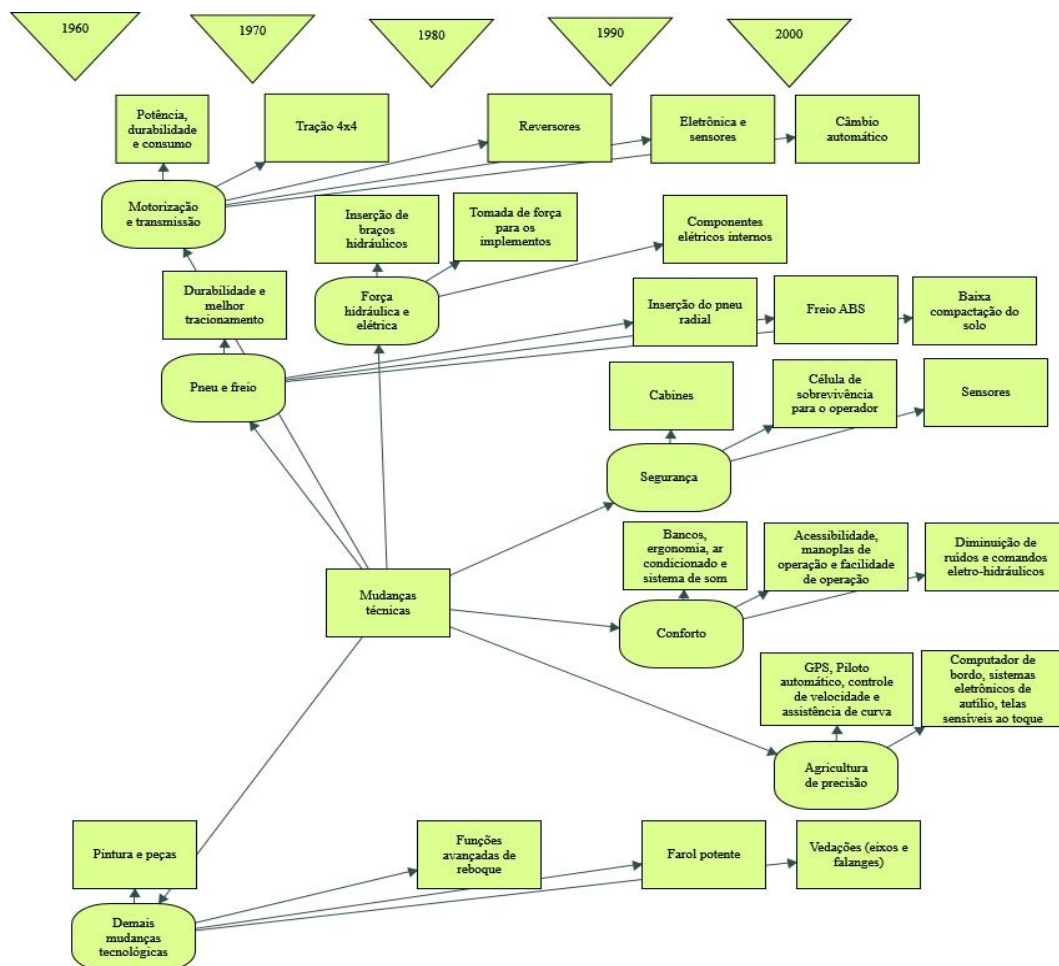 1960
1970
1980
1990
2000
Potência,
durabilidade
e consumo
Tração 4x4
Reversores
Eletrônica e
sensores
Câmbio
automático
Motorização
e transmissão
Inserção de
braços
hidráulicos
Tomada de força
para os
implementos
Componentes
elétricos internos
Durabilidade e
melhor
tracionamento
Força
hidráulica e
elétrica
Inserção do pneu
radial
Freio ABS
Baixa
compactação do
solo
Pneu e freio
Cabines
Célula de
sobrevivência
para o operador
Sensores
Segurança
Bancos,
ergonomia, ar
condicionado e
sistema de som
Acessibilidade,
manoplas de
operação e facilidade
de operação
Diminuição de
ruídos e comandos
eletro-hidráulicos
Mudanças
técnicas
Conforto
GPS, Piloto
automático, controle
de velocidade e
assistência de curva
Computador de
bordo, sistemas
eletrônicos de
autílio, telas
sensíveis ao toque
Agricultura
de precisão
Pintura e peças
Funções
avançadas de
reboque
Farol potente
Vedações (eixos e
falanges)
Demais
mudanças
tecnológicas